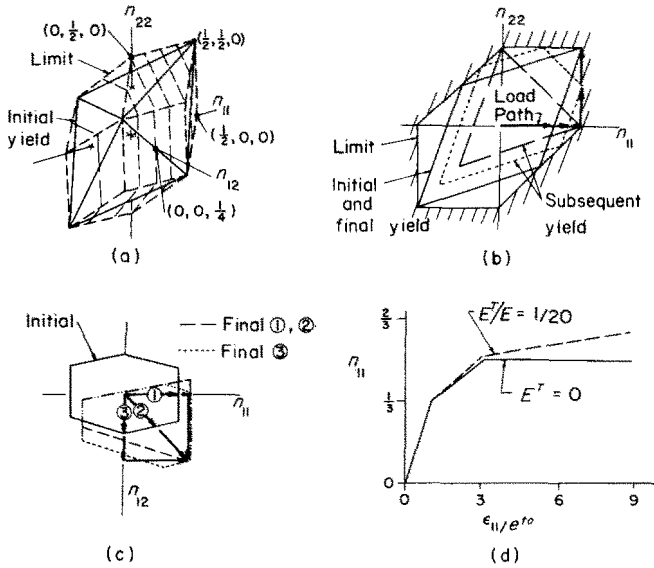 n22
(0, 1/2, 0)
(1/2, 1/2, 0)
Limit
Initial
yield
n11
(1/2, 0, 0)
n12
(0, 0, 1/4)
(a)
n22
Load
Path
n11
Limit
Initial
and
final yield
Subsequent
yield
(b)
Initial
Final ①, ②
Final ③
①
③
②
n11
n12
(c)
2/3
E^T/E = 1/20
n11
1/3
E^T = 0
0
0
3
6
9
ϵ11/e^to
(d)